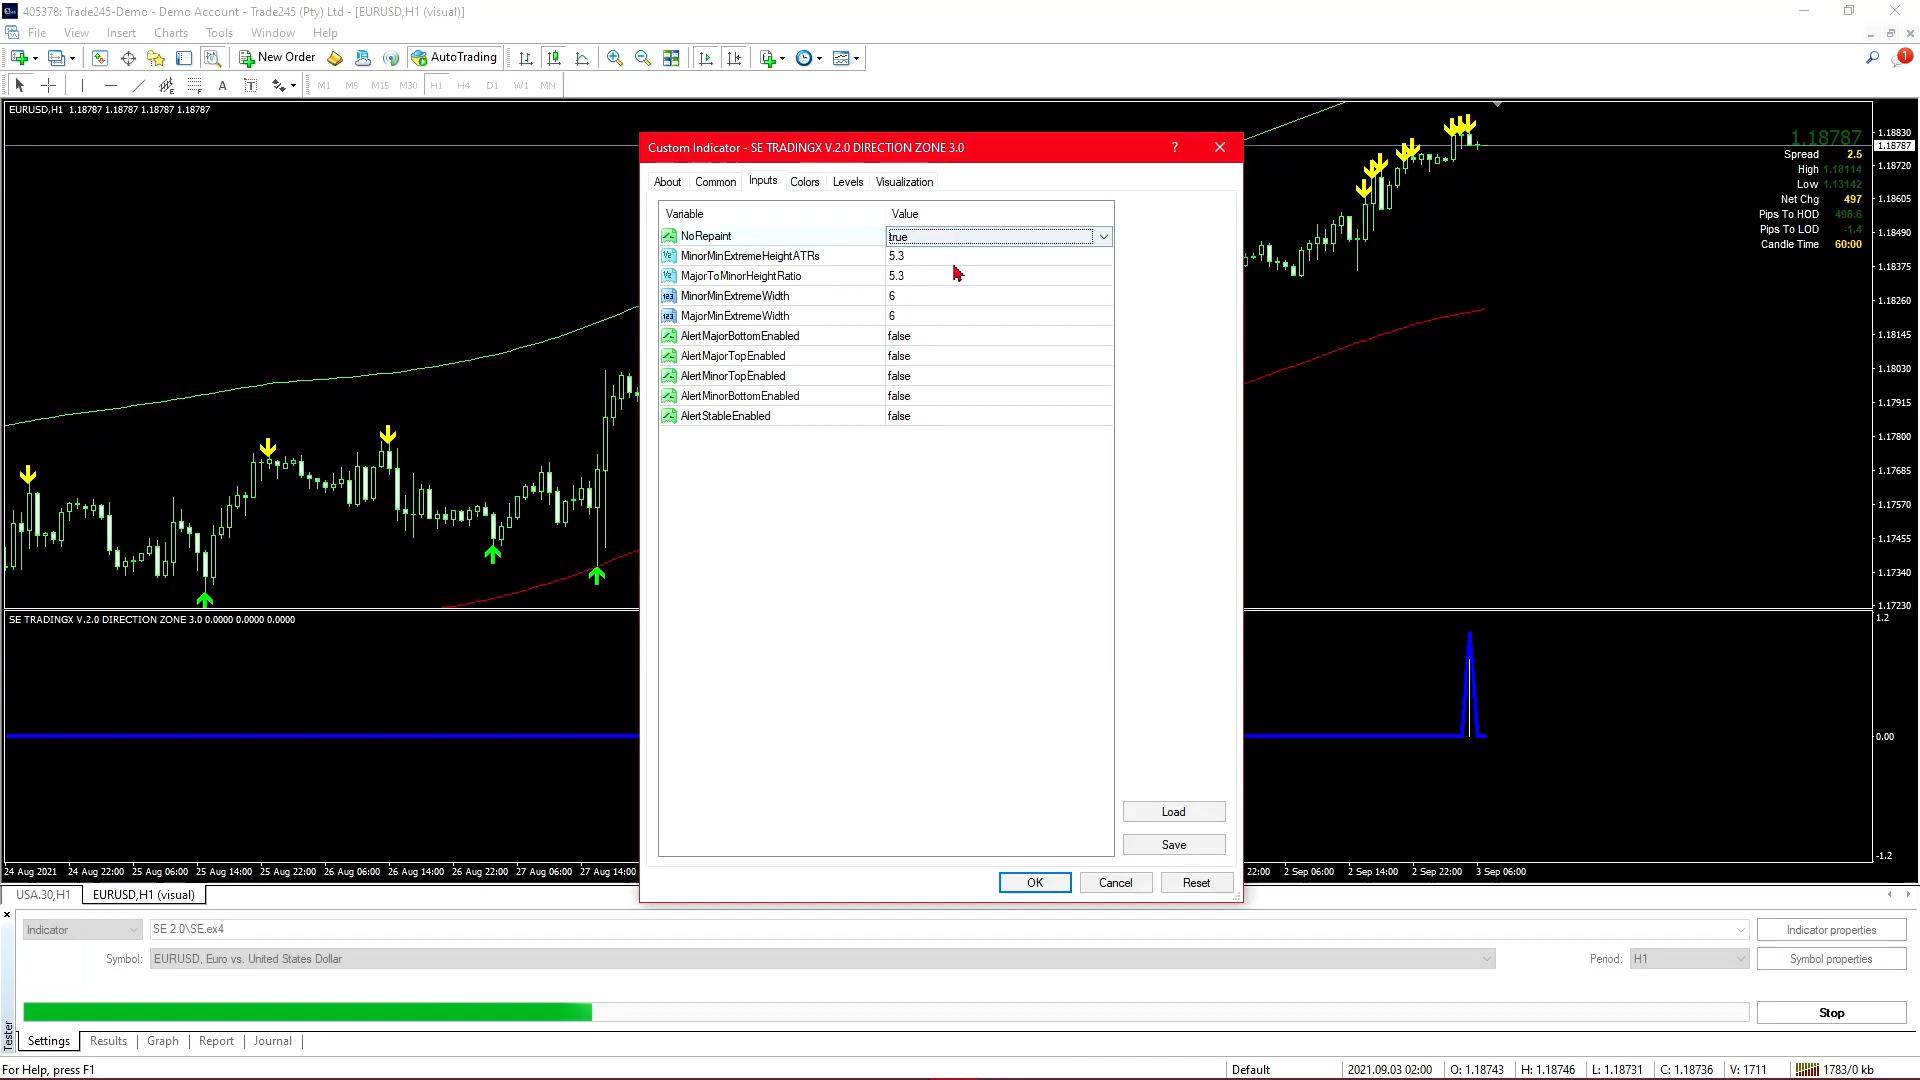 405378: Trade245-Demo - Demo Account - Trade245 (Pty) Ltd - [EURUSD,H1 (visual)]
File View Insert Charts Tools Window Help
New Order AutoTrading 1
A T M1 M5 M15 M30 H1 H4 D1 W1 MN
EURUSD,H1 1.18787 1.18787 1.18787 1.18787
1.18787
Spread 2.5
High 1.18114
Low 1.13142
Net Chg 497
Pips To HOD 498.6
Pips To LOD -1.4
Candle Time 60:00
1.18830
1.18787
1.18720
1.18605
1.18490
1.18375
1.18260
1.18145
1.18030
1.17915
1.17800
1.17685
1.17570
1.17455
1.17340
1.17230
Custom Indicator - SE TRADINGX V.2.0 DIRECTION ZONE 3.0 ?
About Common Inputs Colors Levels Visualization
Variable Value
NoRepaint true
MinorMinExtremeHeightATRs 5.3
MajorToMinorHeightRatio 5.3
MinorMinExtremeWidth 6
MajorMinExtremeWidth 6
AlertMajorBottomEnabled false
AlertMajorTopEnabled false
AlertMinorTopEnabled false
AlertMinorBottomEnabled false
AlertStableEnabled false
Load
Save
OK Cancel Reset
SE TRADINGX V.2.0 DIRECTION ZONE 3.0 0.0000 0.0000 0.0000
1.2
0.00
-1.2
24 Aug 2021 24 Aug 22:00 25 Aug 06:00 25 Aug 14:00 25 Aug 22:00 26 Aug 06:00 26 Aug 14:00 26 Aug 22:00 27 Aug 06:00 27 Aug 14:00 22:00 2 Sep 06:00 2 Sep 14:00 2 Sep 22:00 3 Sep 06:00
USA.30,H1 EURUSD,H1 (visual)
Indicator SE 2.0\SE.ex4 Indicator properties
Symbol: EURUSD, Euro vs. United States Dollar Period: H1 Symbol properties
Stop
Tester
Settings Results Graph Report Journal
For Help, press F1 Default 2021.09.03 02:00 O: 1.18743 H: 1.18746 L: 1.18731 C: 1.18736 V: 1711 1783/0 kb